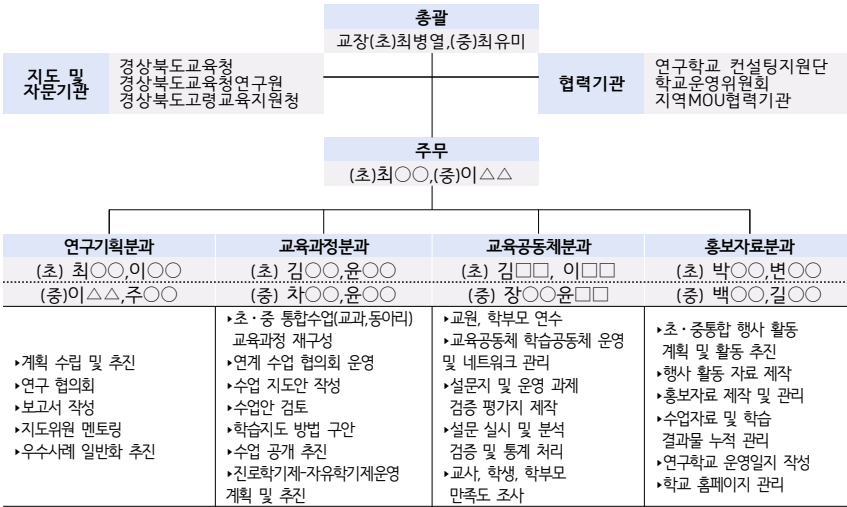 총괄
교장(초)최병열,(중)최유미
지도 및
자문기관
경상북도교육청
경상북도교육청연구원
경상북도고령교육지원청
협력기관
연구학교 컨설팅지원단
학교운영위원회
지역MOU협력기관
주무
(초)최○○,(중)이△△
연구기획분과
(초) 최○○,이○○
(중)이△△,주○○
▸계획 수립 및 추진
▸연구 협의회
▸보고서 작성
▸지도위원 멘토링
▸우수사례 일반화 추진
교육과정분과
(초) 김○○,윤○○
(중) 차○○,윤○○
▸초·중 통합수업(교과,동아리)
교육과정 재구성
▸연계 수업 협의회 운영
▸수업 지도안 작성
▸수업안 검토
▸학습지도 방법 구안
▸수업 공개 추진
▸진로학기제-자유학기제운영
계획 및 추진
교육공동체분과
(초) 김□□, 이□□
(중) 장○○윤□□
▸교원, 학부모 연수
▸교육공동체 학습공동체 운영
및 네트워크 관리
▸설문지 및 운영 과제
검증 평가지 제작
▸설문 실시 및 분석
검증 및 통계 처리
▸교사, 학생, 학부모
만족도 조사
홍보자료분과
(초) 박○○,변○○
(중) 백○○,길○○
▸초·중통합 행사 활동
계획 및 활동 추진
▸행사 활동 자료 제작
▸홍보자료 제작 및 관리
▸수업자료 및 학습
결과물 누적 관리
▸연구학교 운영일지 작성
▸학교 홈페이지 관리